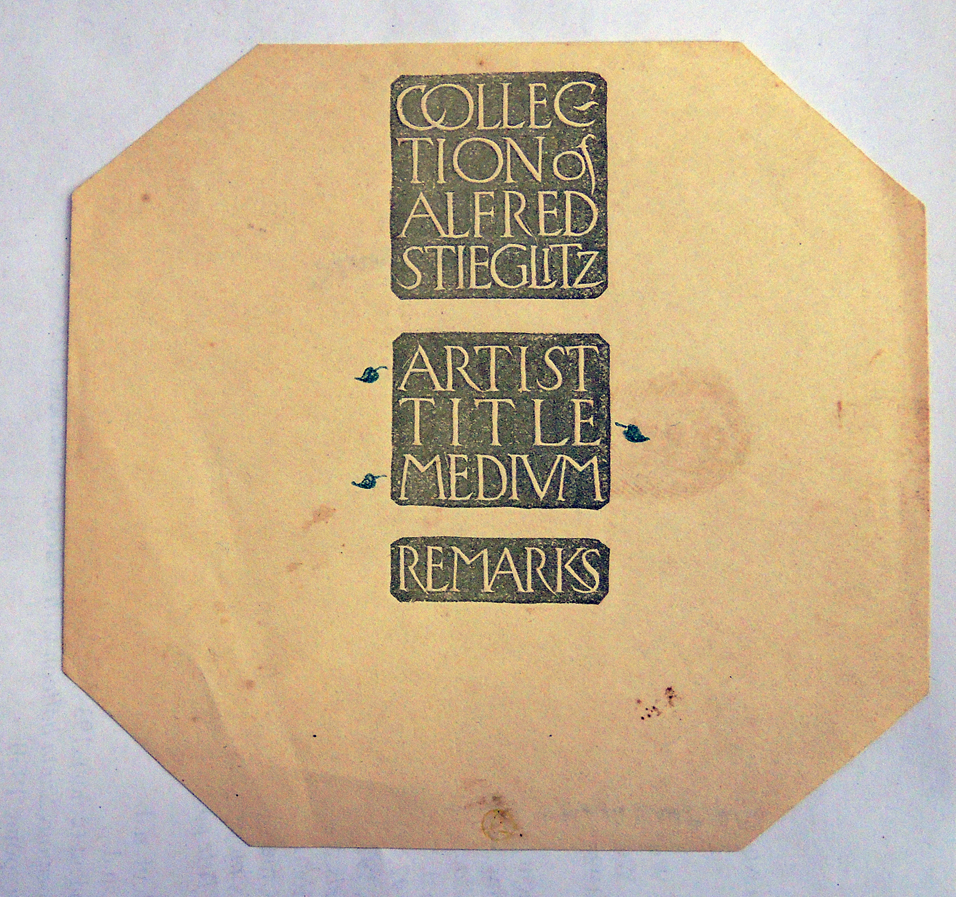 COLLEC-
TION of
ALFRED
STIEGLITZ
ARTIST
TITLE
MEDIVM
REMARKS